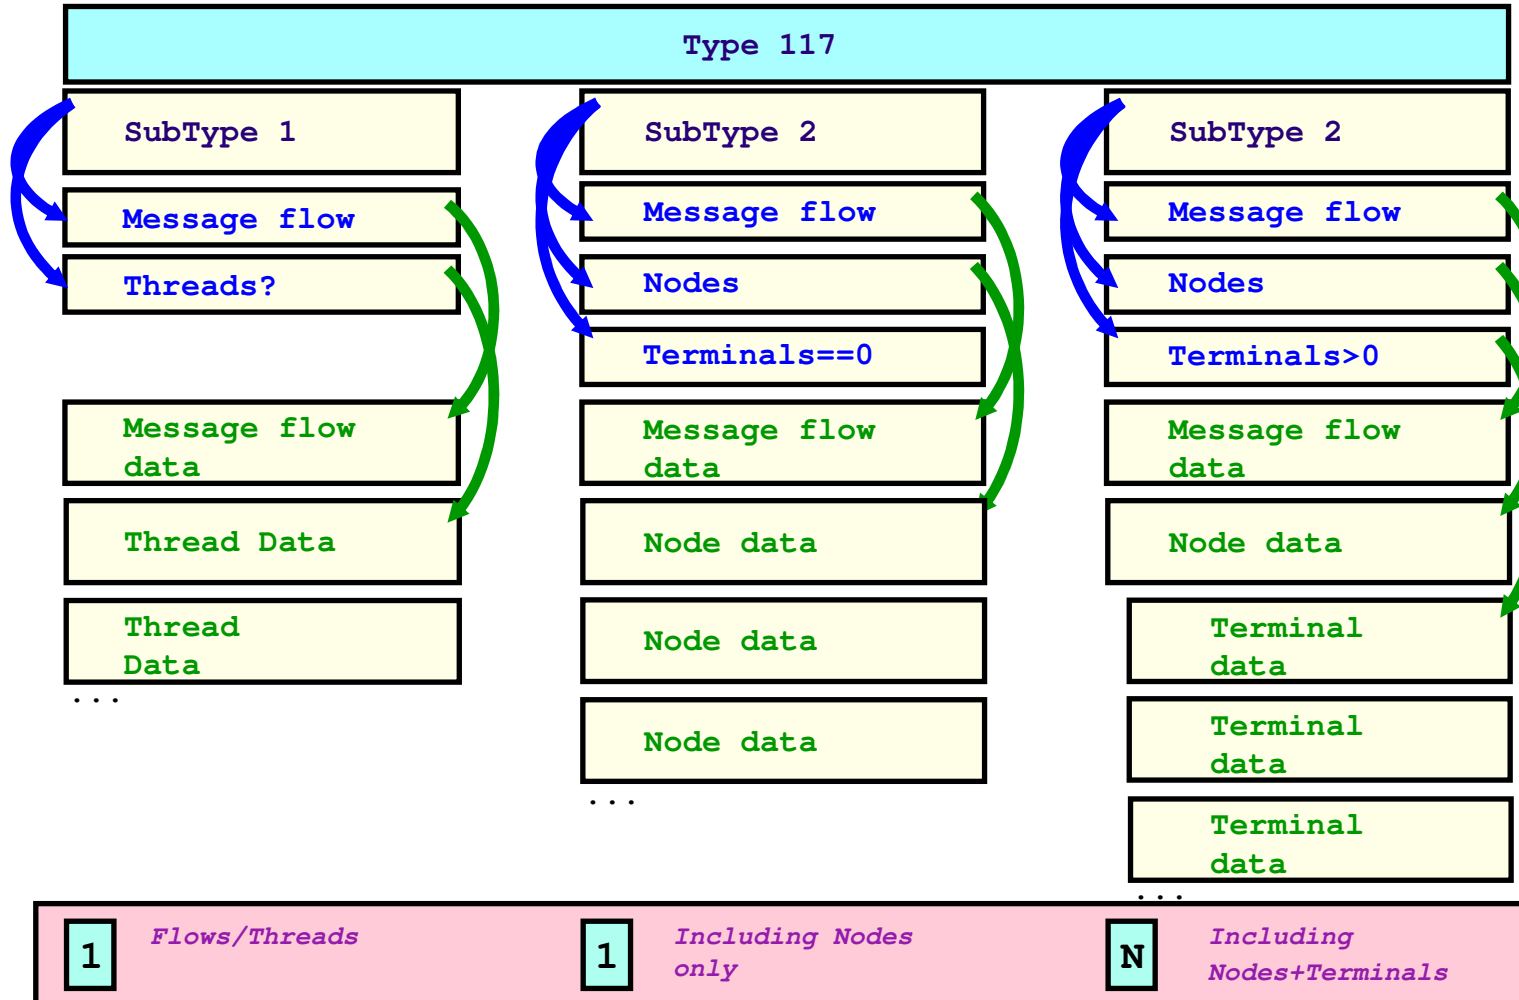 Type 117
SubType 1
Message flow
Threads?
Message flow
data
Thread Data
Thread
Data
...
SubType 2
Message flow
Nodes
Terminals==0
Message flow
data
Node data
Node data
Node data
...
SubType 2
Message flow
Nodes
Terminals>0
Message flow
data
Node data
Terminal
data
Terminal
data
Terminal
data
...
1
Flows/Threads
1
Including Nodes
only
N
Including
Nodes+Terminals